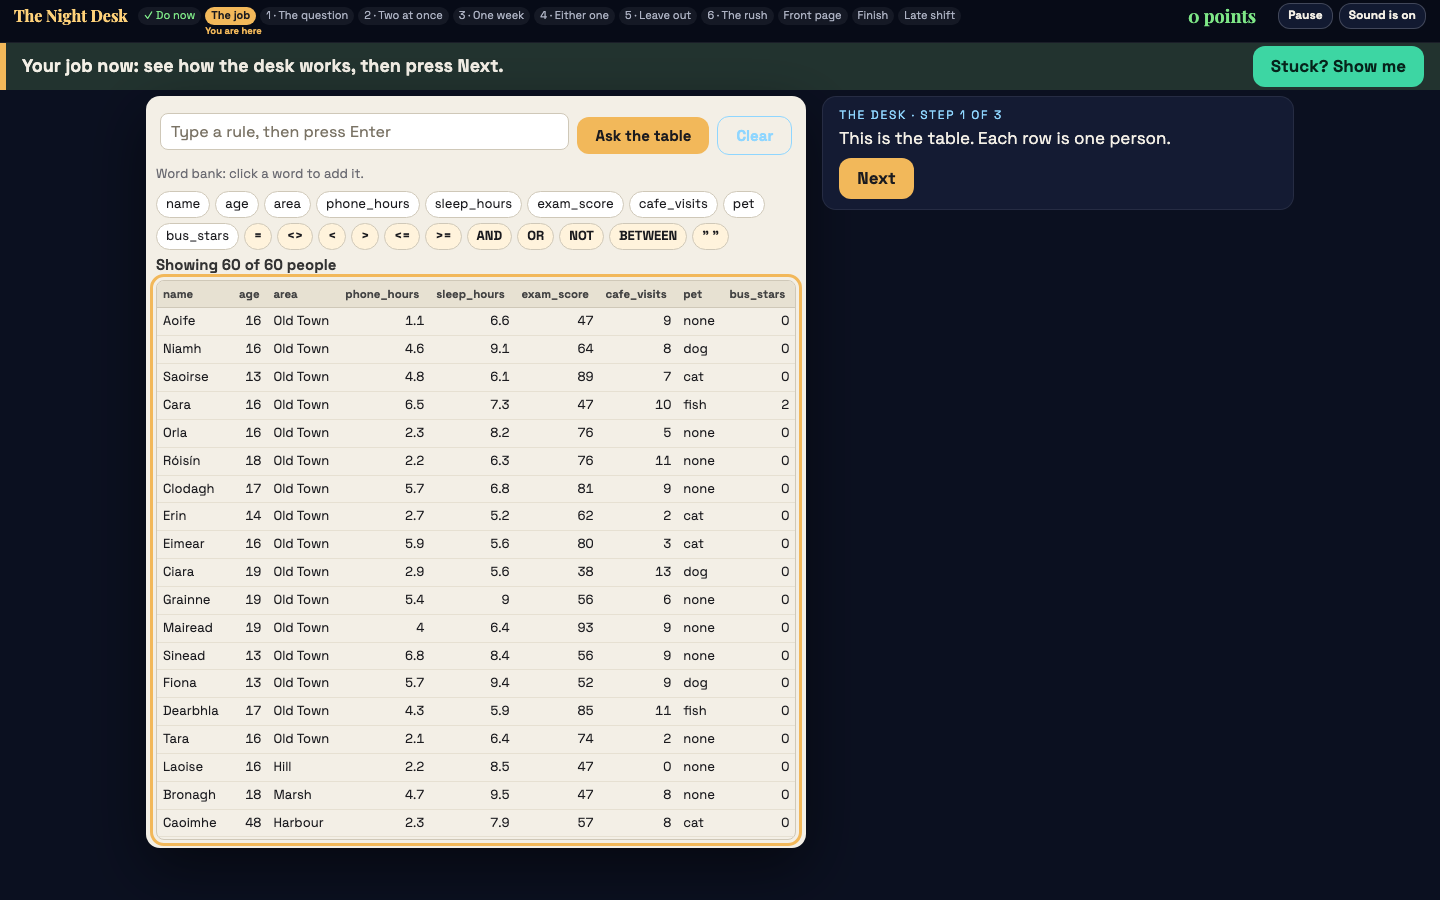 The Night Desk ✓ Do now The job 1 · The question 2 · Two at once 3 · One week 4 · Either one 5 · Leave out 6 · The rush Front page Finish Late shift 0 points Pause Sound is on
You are here
Your job now: see how the desk works, then press Next. Stuck? Show me
Type a rule, then press Enter Ask the table Clear
Word bank: click a word to add it.
name age area phone_hours sleep_hours exam_score cafe_visits pet
bus_stars = <> < > <= >= AND OR NOT BETWEEN " "
Showing 60 of 60 people
name age area phone_hours sleep_hours exam_score cafe_visits pet bus_stars
Aoife 16 Old Town 1.1 6.6 47 9 none 0
Niamh 16 Old Town 4.6 9.1 64 8 dog 0
Saoirse 13 Old Town 4.8 6.1 89 7 cat 0
Cara 16 Old Town 6.5 7.3 47 10 fish 2
Orla 16 Old Town 2.3 8.2 76 5 none 0
Róisín 18 Old Town 2.2 6.3 76 11 none 0
Clodagh 17 Old Town 5.7 6.8 81 9 none 0
Erin 14 Old Town 2.7 5.2 62 2 cat 0
Eimear 16 Old Town 5.9 5.6 80 3 cat 0
Ciara 19 Old Town 2.9 5.6 38 13 dog 0
Grainne 19 Old Town 5.4 9 56 6 none 0
Mairead 19 Old Town 4 6.4 93 9 none 0
Sinead 13 Old Town 6.8 8.4 56 9 none 0
Fiona 13 Old Town 5.7 9.4 52 9 dog 0
Dearbhla 17 Old Town 4.3 5.9 85 11 fish 0
Tara 16 Old Town 2.1 6.4 74 2 none 0
Laoise 16 Hill 2.2 8.5 47 0 none 0
Bronagh 18 Marsh 4.7 9.5 47 8 none 0
Caoimhe 48 Harbour 2.3 7.9 57 8 cat 0
THE DESK · STEP 1 OF 3
This is the table. Each row is one person.
Next